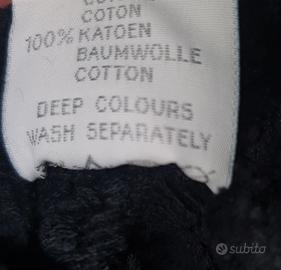 COTON
100% KATOEN
BAUMWOLLE
COTTON
DEEP COLOURS
WASH SEPARATELY
subito